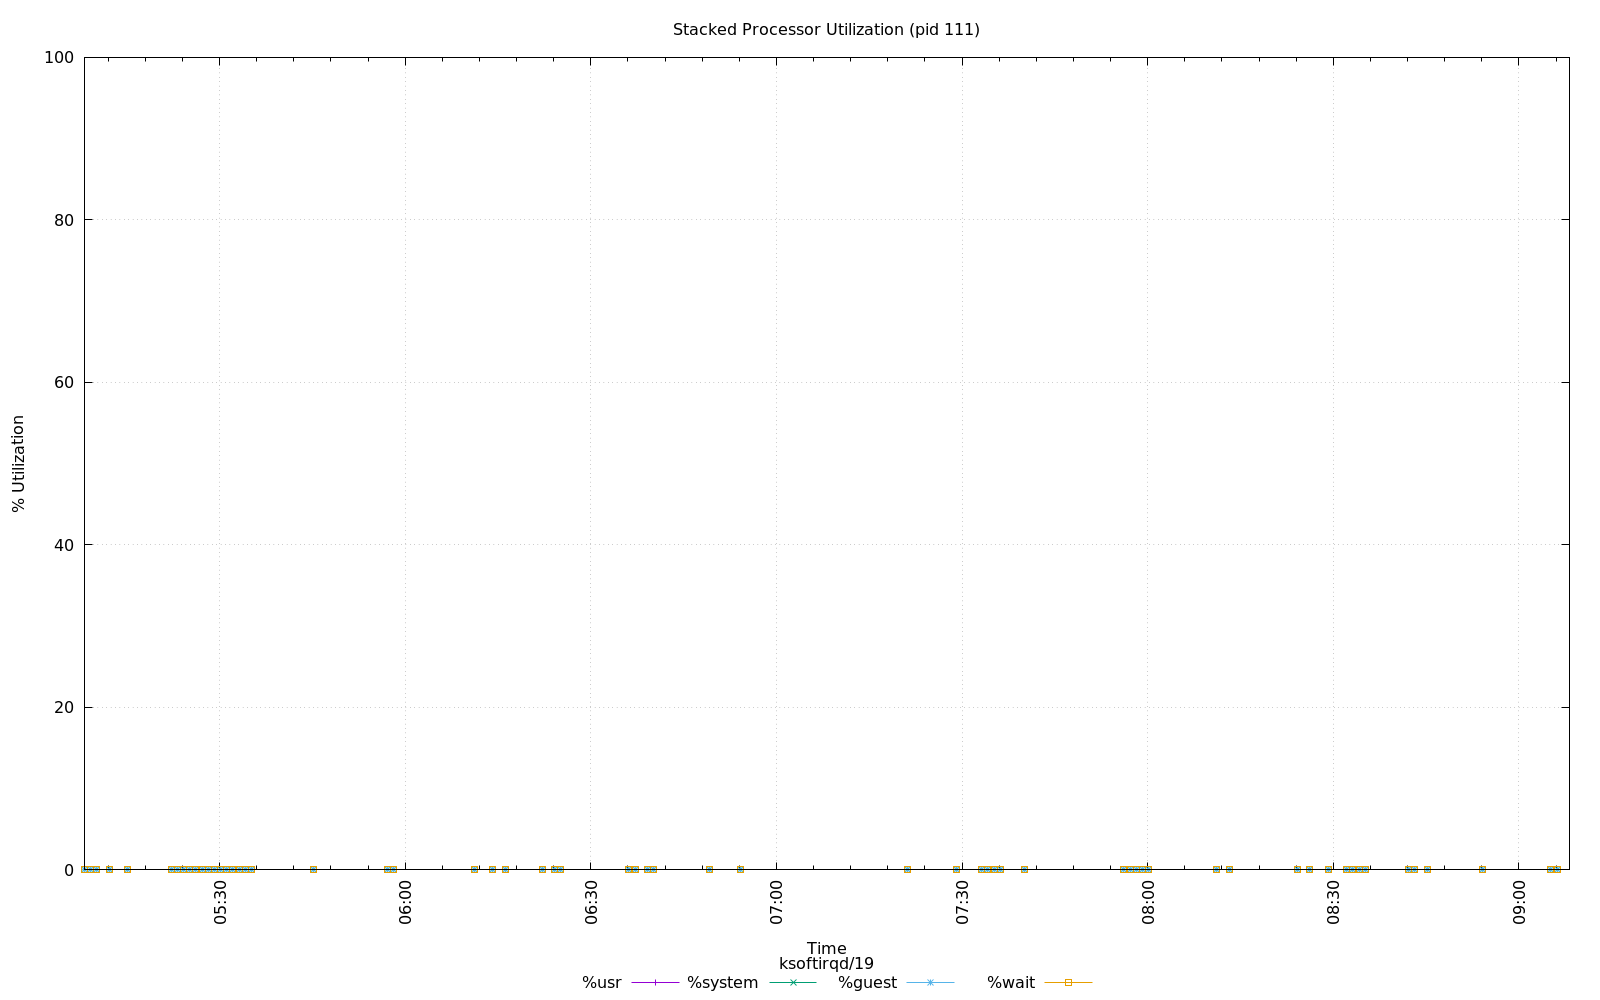 Stacked Processor Utilization (pid 111)
100
80
60
40
20
0
% Utilization
05:30 06:00 06:30 07:00 07:30 08:00 08:30 09:00
Time
ksoftirqd/19
%usr %system %guest %wait